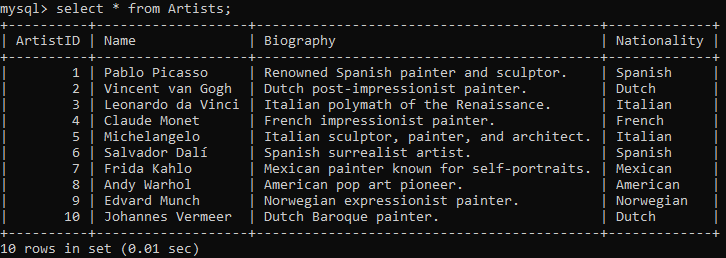 mysql> select * from Artists;
+----------+-------------------+------------------------------------------+-------------+
| ArtistID | Name              | Biography                                | Nationality |
+----------+-------------------+------------------------------------------+-------------+
|        1 | Pablo Picasso     | Renowned Spanish painter and sculptor.   | Spanish     |
|        2 | Vincent van Gogh  | Dutch post-impressionist painter.        | Dutch       |
|        3 | Leonardo da Vinci | Italian polymath of the Renaissance.     | Italian     |
|        4 | Claude Monet      | French impressionist painter.            | French      |
|        5 | Michelangelo      | Italian sculptor, painter, and architect. | Italian     |
|        6 | Salvador Dalí     | Spanish surrealist artist.               | Spanish     |
|        7 | Frida Kahlo       | Mexican painter known for self-portraits. | Mexican     |
|        8 | Andy Warhol       | American pop art pioneer.                | American    |
|        9 | Edvard Munch      | Norwegian expressionist painter.         | Norwegian   |
|       10 | Johannes Vermeer  | Dutch Baroque painter.                   | Dutch       |
+----------+-------------------+------------------------------------------+-------------+
10 rows in set (0.01 sec)